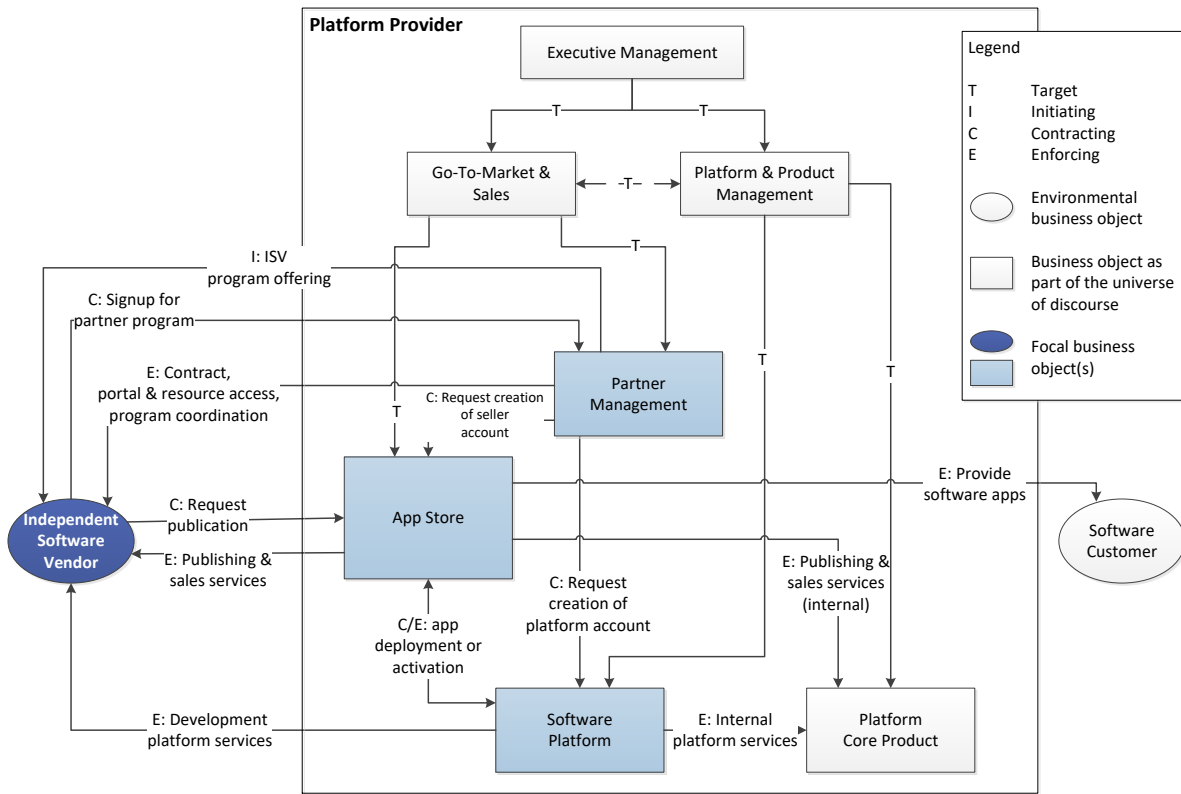 Platform Provider
Executive Management
Legend
T Target
I Initiating
C Contracting
E Enforcing
T
T
Go-To-Market &
Sales
-T-
Platform & Product
Management
Environmental
business object
Business object as
part of the universe
of discourse
Focal business
object(s)
T
I: ISV
program offering
C: Signup for
partner program
E: Contract,
portal & resource access,
program coordination
T
T
Partner
Management
C: Request creation
of seller
account
T
E: Provide
software apps
C: Request
publication
App Store
Independent
Software
Vendor
Software
Customer
E: Publishing &
sales services
E: Publishing &
sales services
(internal)
C: Request
creation of
platform account
C/E: app
deployment or
activation
E: Development
platform services
Software
Platform
E: Internal
platform services
Platform
Core Product